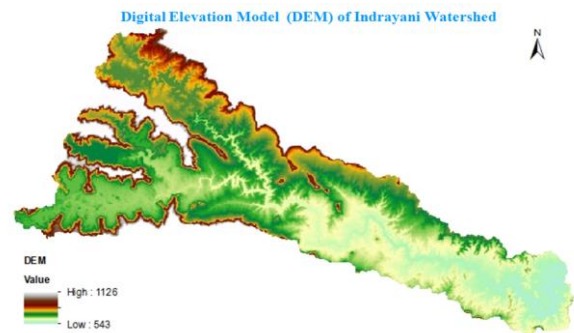 Digital Elevation Model (DEM) of Indrayani Watershed
N
DEM
Value
High : 1126
Low : 543